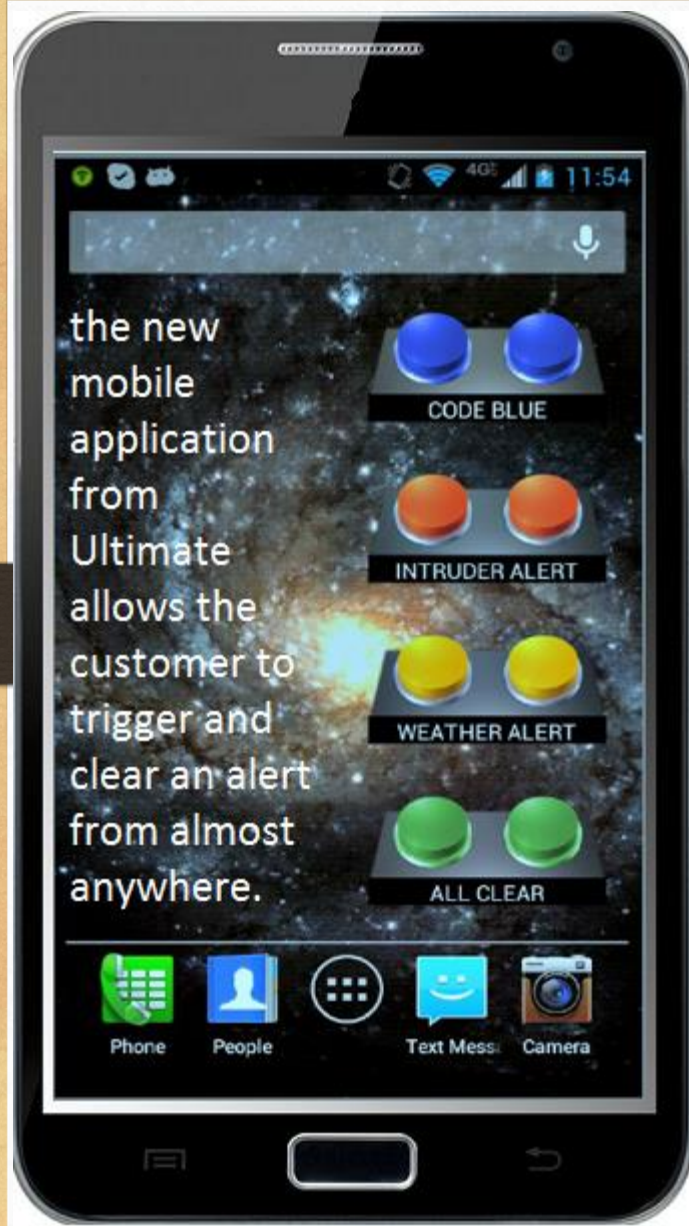 4G 11:54
the new
mobile
application
from
Ultimate
allows the
customer to
trigger and
clear an alert
from almost
anywhere.
CODE BLUE
INTRUDER ALERT
WEATHER ALERT
ALL CLEAR
Phone People Text Mess Camera